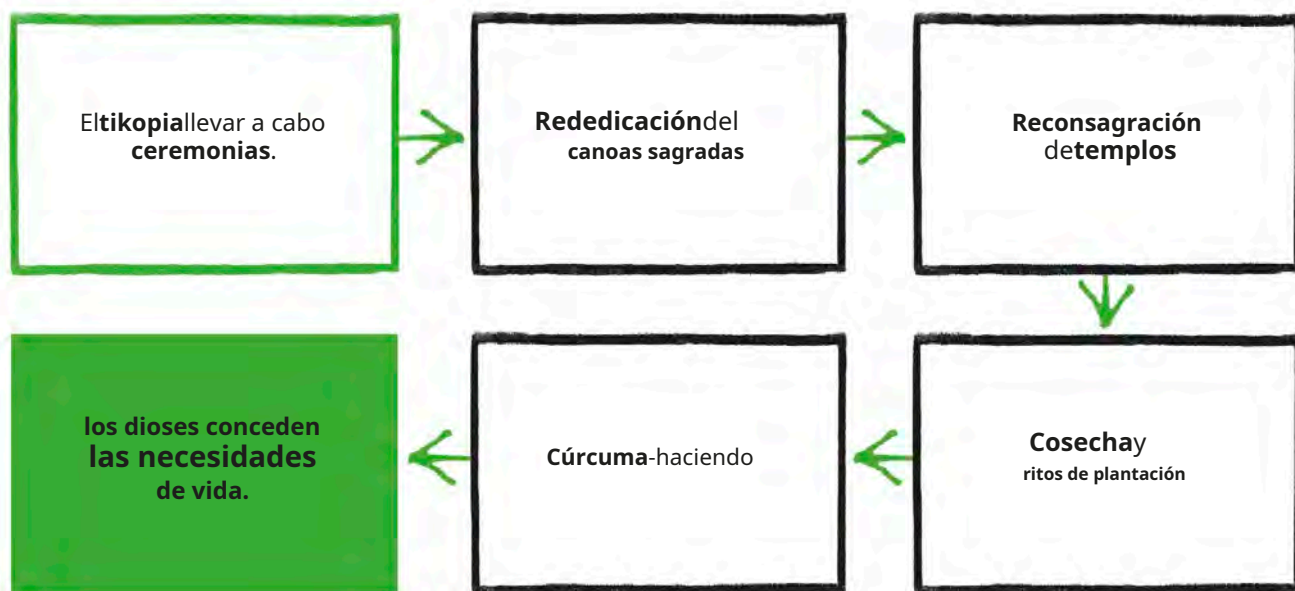 Eltikopiallevar a cabo
ceremonias.
Rededicacióndel
canoas sagradas
Reconsagración
detemplos
Cosechay
ritos de plantación
Cúrcuma-haciendo
los dioses conceden
las necesidades
de vida.